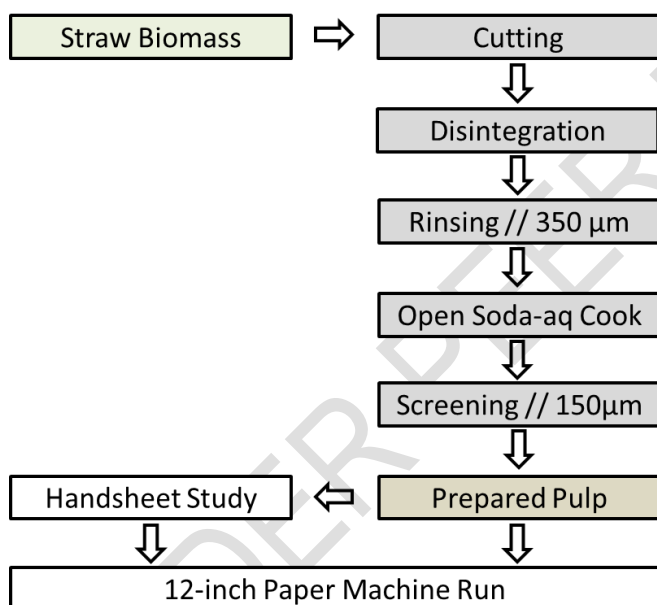 Straw Biomass
Cutting
Disintegration
Rinsing // 350 µm
Open Soda-aq Cook
Screening // 150µm
Handsheet Study
Prepared Pulp
12-inch Paper Machine Run